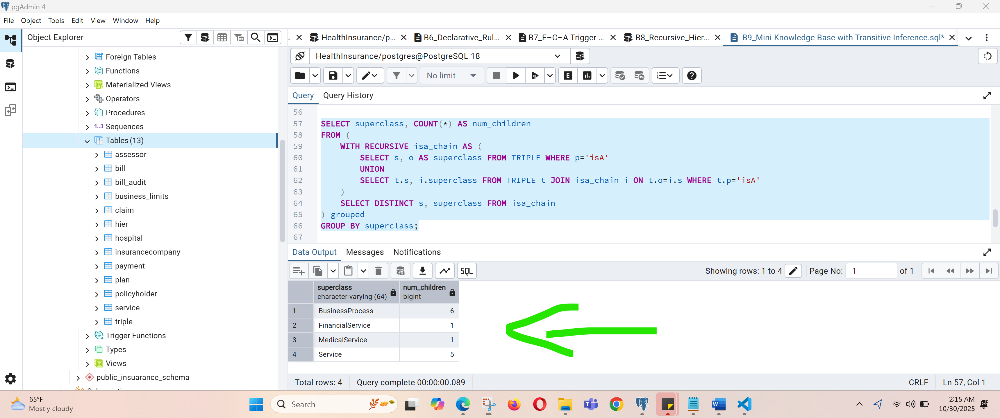 pgAdmin 4
File Object Tools Edit View Window Help
Object Explorer
.. HealthInsurance/p... B6_Declarative_Rul... B7_E–C–A Trigger ... B8_Recursive_Hier... B9_Mini-Knowledge Base with Transitive Inference.sql*
HealthInsurance/postgres@PostgreSQL 18
No limit
Query Query History
Foreign Tables
Functions
Materialized Views
Operators
Procedures
1..3 Sequences
Tables (13)
assessor
bill
bill_audit
business_limits
claim
hier
hospital
insurancecompany
payment
plan
policyholder
service
triple
Trigger Functions
Types
Views
public_insuarance_schema
56
57 SELECT superclass, COUNT(*) AS num_children
58 FROM (
59 WITH RECURSIVE isa_chain AS (
60 SELECT s, o AS superclass FROM TRIPLE WHERE p='isA'
61 UNION
62 SELECT t.s, i.superclass FROM TRIPLE t JOIN isa_chain i ON t.o=i.s WHERE t.p='isA'
63 )
64 SELECT DISTINCT s, superclass FROM isa_chain
65 ) grouped
66 GROUP BY superclass;
67
Data Output Messages Notifications
SQL Showing rows: 1 to 4 Page No: 1 of 1
superclass num_children
character varying (64) bigint
1 BusinessProcess 6
2 FinancialService 1
3 MedicalService 1
4 Service 5
Total rows: 4 Query complete 00:00:00.089 CRLF Ln 57, Col 1
65°F
Mostly cloudy
Search
2:15 AM
10/30/2025